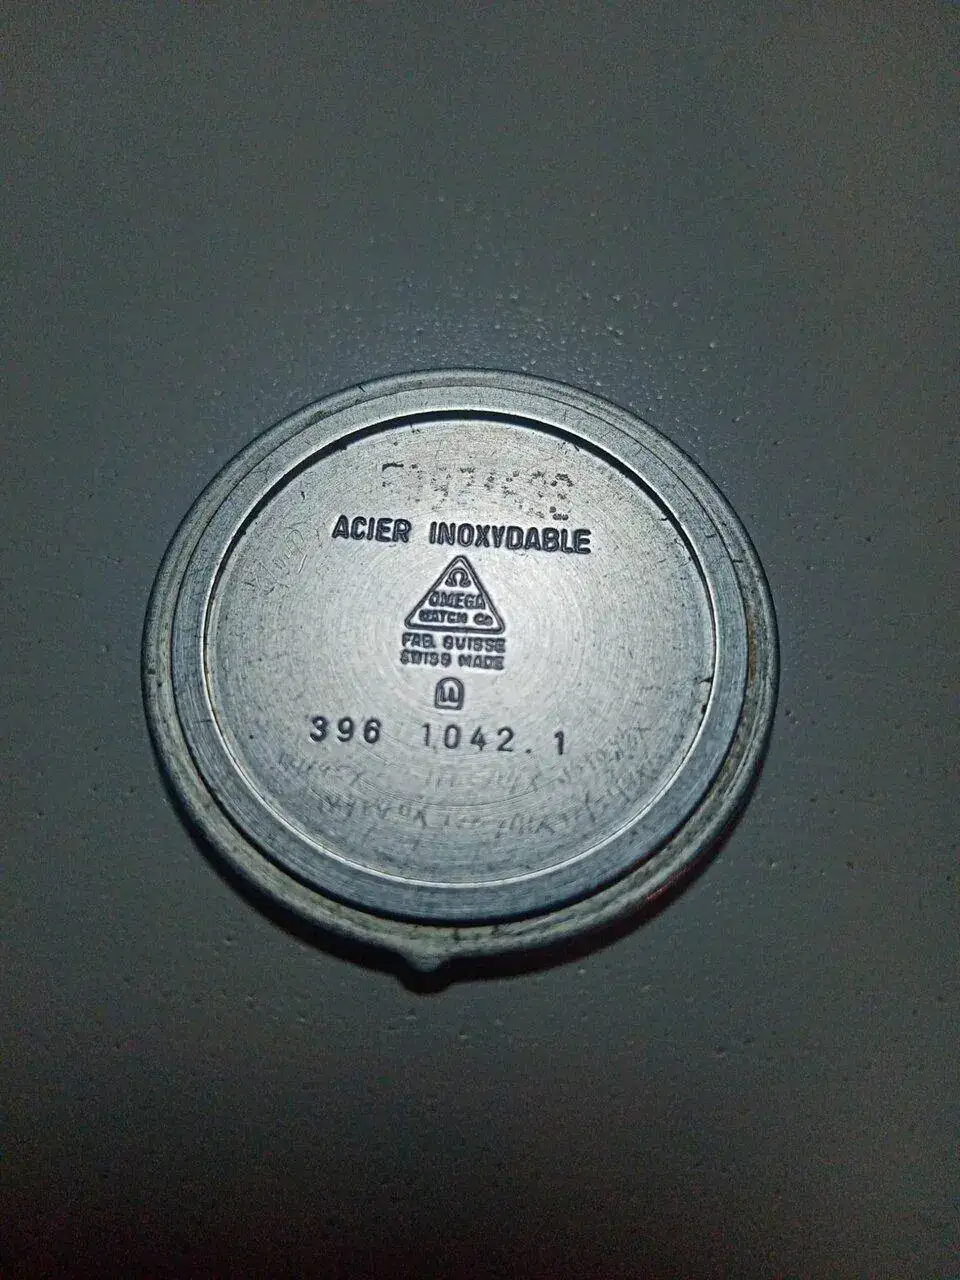 ACIER INOXYDABLE
Ω
OMEGA
WATCH Co
FAB. SUISSE
SWISS MADE
396 1042.1